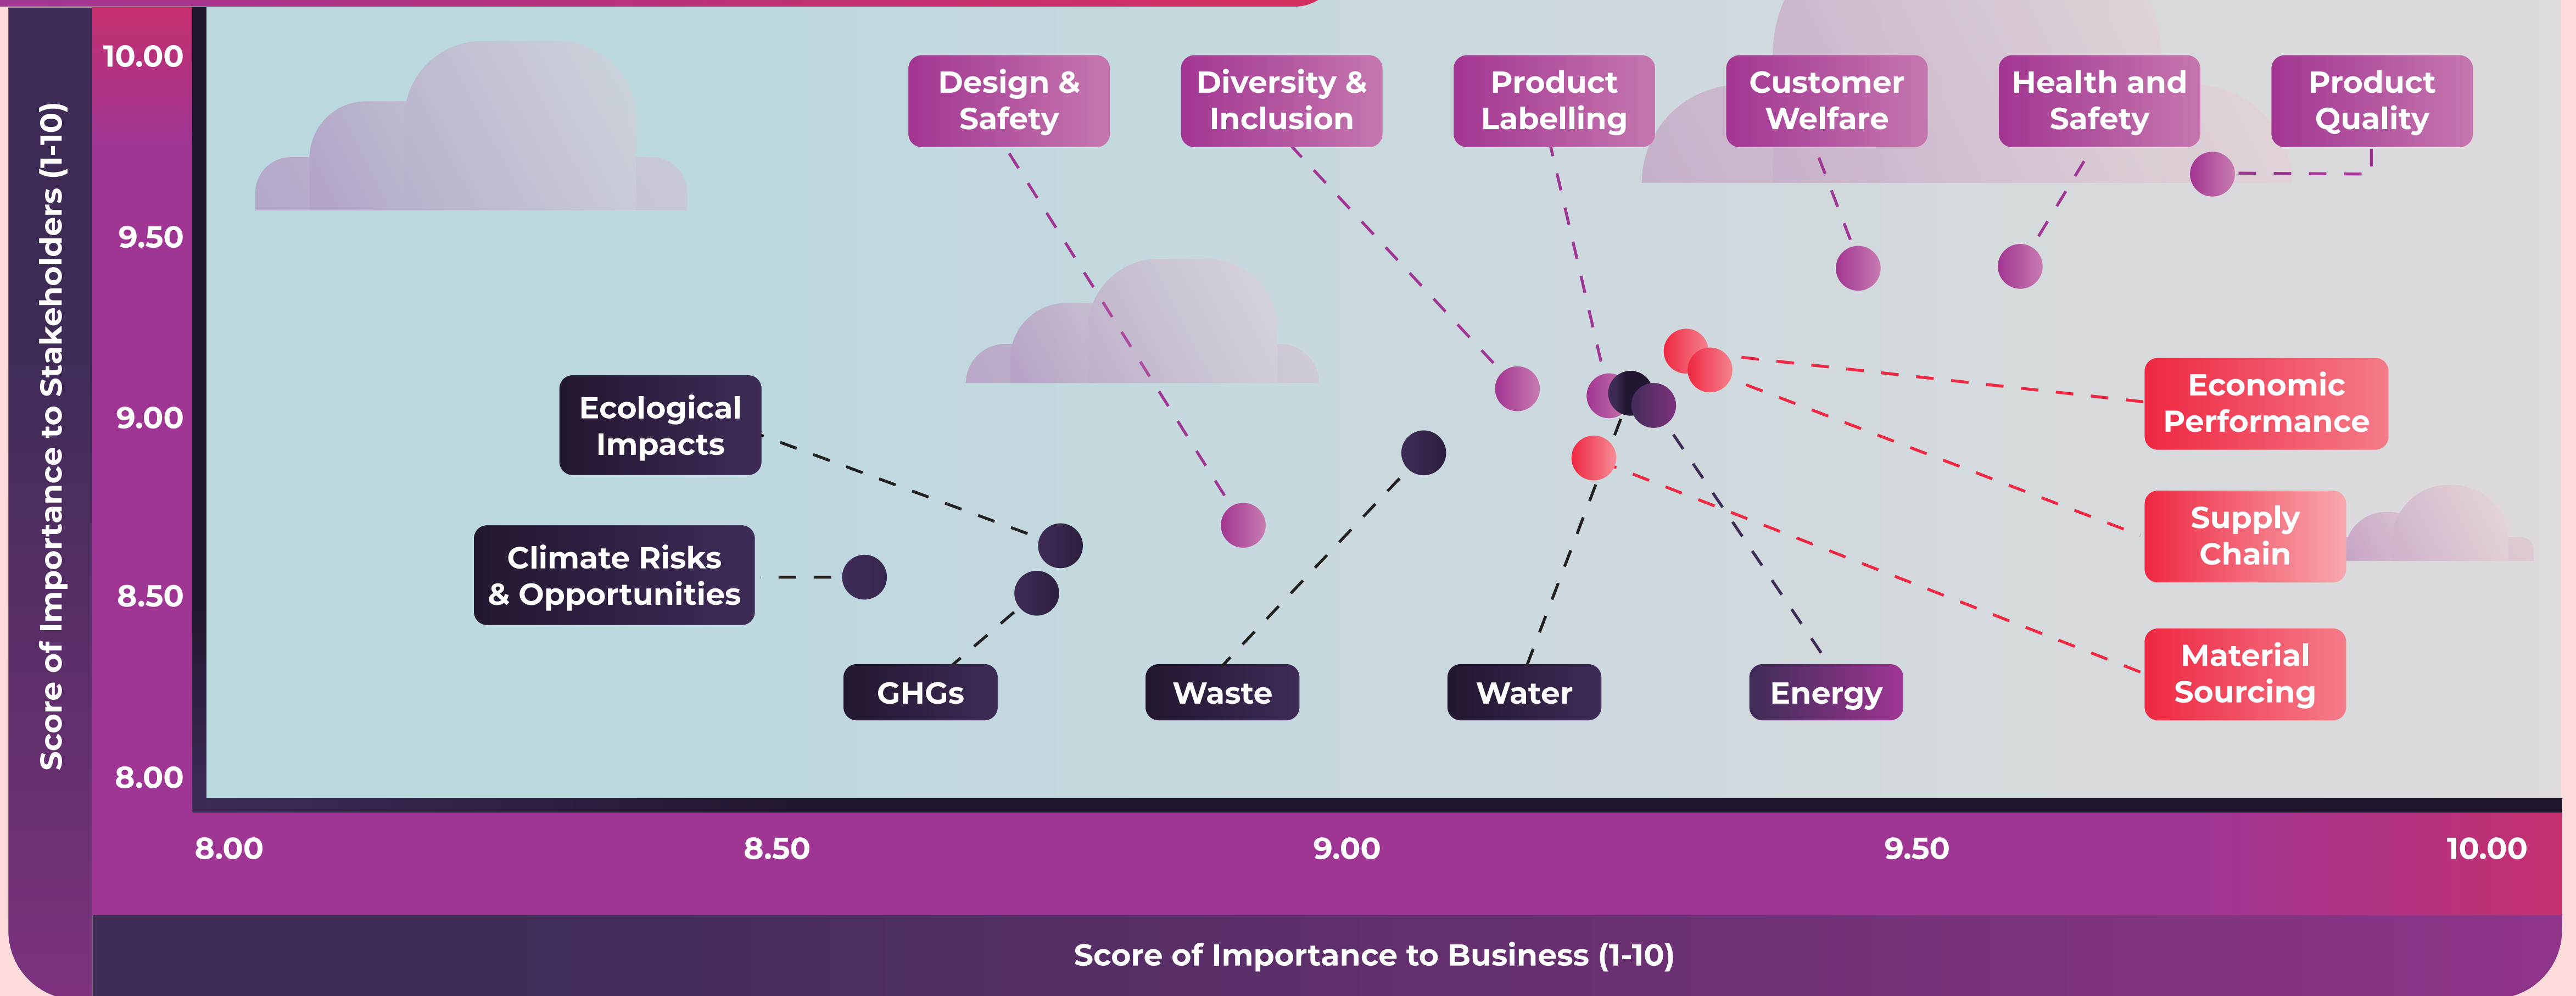 Score of Importance to Stakeholders (1-10)
10.00
9.50
9.00
8.50
8.00
Design &
Safety
Diversity &
Inclusion
Product
Labelling
Customer
Welfare
Health and
Safety
Product
Quality
Ecological
Impacts
Climate Risks
& Opportunities
GHGs
Waste
Water
Energy
Economic
Performance
Supply
Chain
Material
Sourcing
8.00
8.50
9.00
9.50
10.00
Score of Importance to Business (1-10)